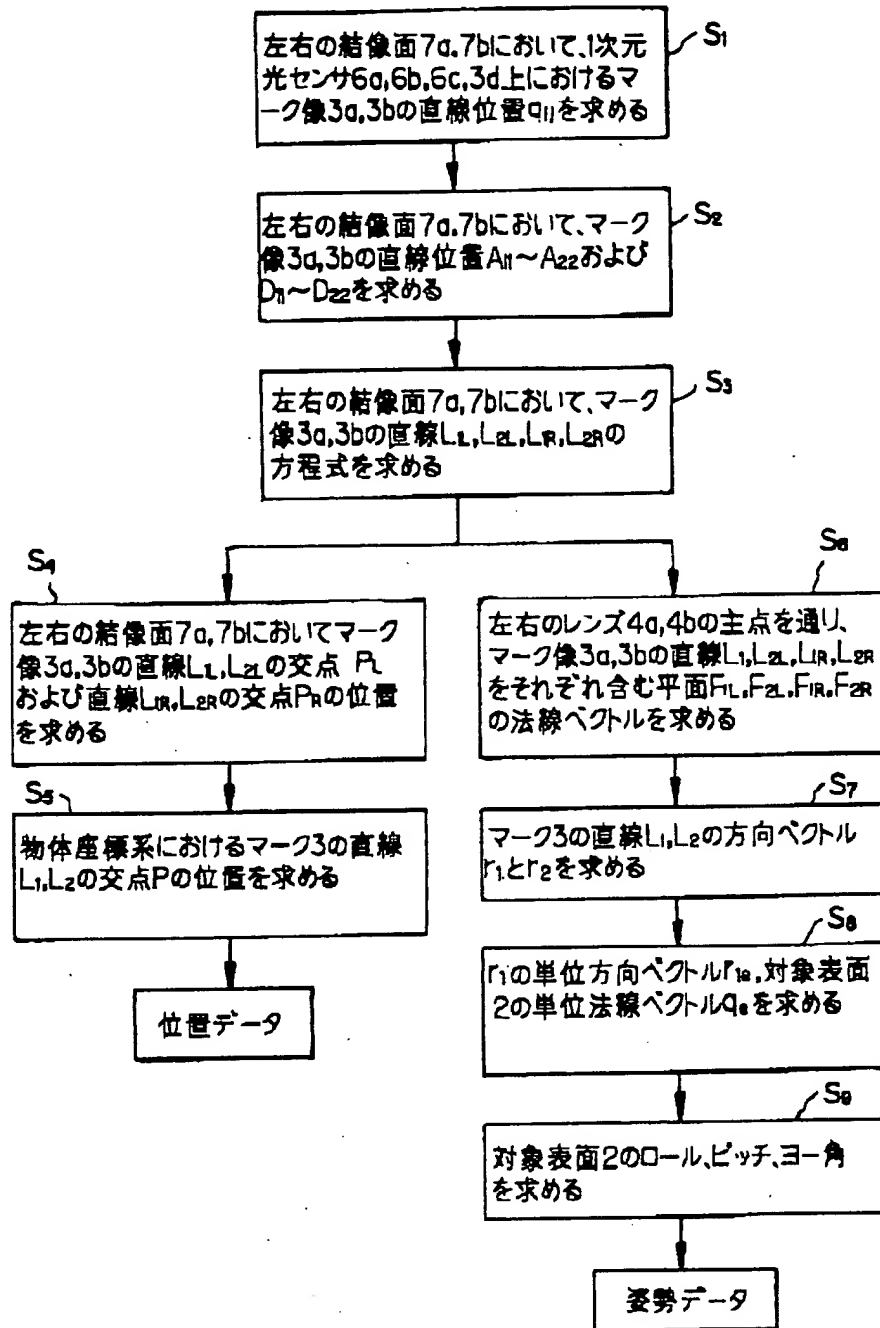 S1
左右の結像面7a,7bにおいて、1次元
光センサ6a,6b,6c,3d上におけるマ
ーク像3a,3bの直線位置q11を求める
S2
左右の結像面7a,7bにおいて、マーク
像3a,3bの直線位置A11~A22および
D11~D22を求める
S3
左右の結像面7a,7bにおいて、マーク
像3a,3bの直線L1L,L2L,L1R,L2Rの
方程式を求める
S4
左右の結像面7a,7bにおいてマーク
像3a,3bの直線L1L,L2Lの交点PL
および直線L1R,L2Rの交点PRの位置
を求める
S5
物体座標系におけるマーク3の直線
L1,L2の交点Pの位置を求める
位置データ
S6
左右のレンズ4a,4bの主点を通り、
マーク像3a,3bの直線L1,L2L,L1R,L2R
をそれぞれ含む平面F1L,F2L,F1R,F2R
の法線ベクトルを求める
S7
マーク3の直線L1,L2の方向ベクトル
r1とr2を求める
S8
r1の単位方向ベクトルr1e,対象表面
2の単位法線ベクトルqeを求める
S9
対象表面2のロール、ピッチ、ヨー角
を求める
姿勢データ